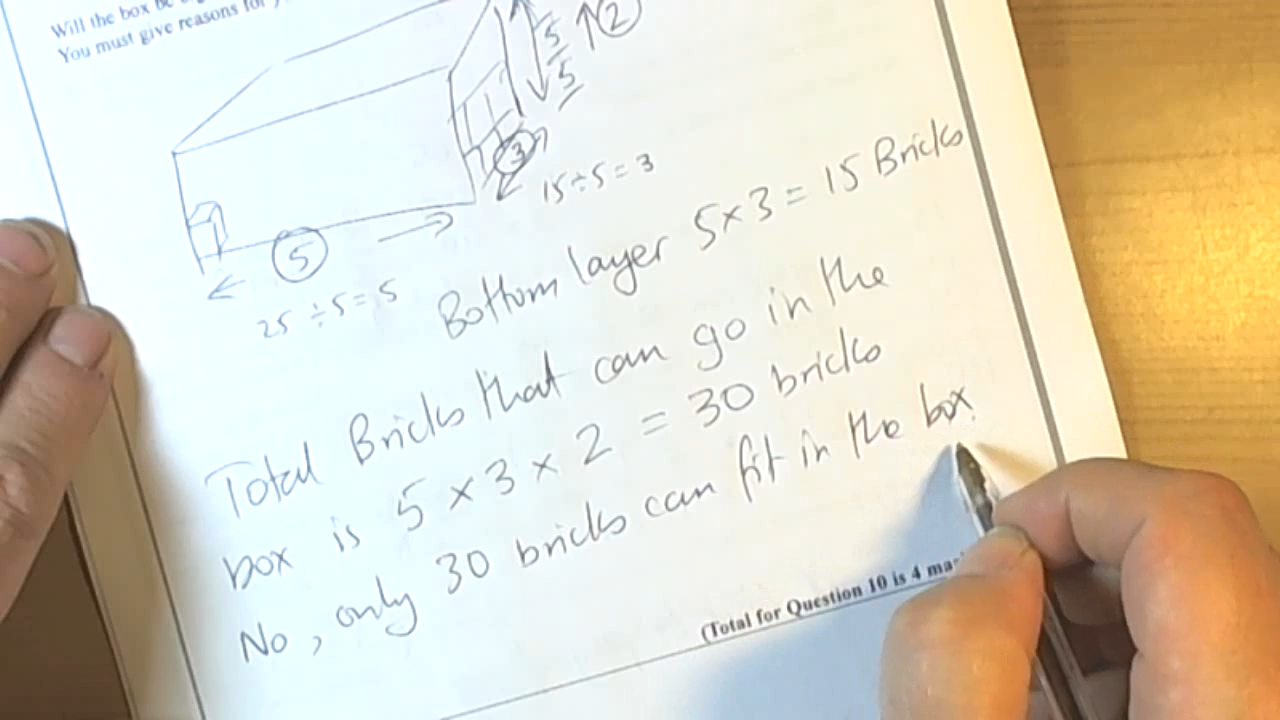 Will the box be
You must give reasons for
5
5
2
3
15 ÷ 5 = 3
5
25 ÷ 5 = 5
Bottom layer 5 × 3 = 15 Bricks
Total Bricks that can go in the
box is 5 × 3 × 2 = 30 bricks
No, only 30 bricks can fit in the box.
(Total for Question 10 is 4